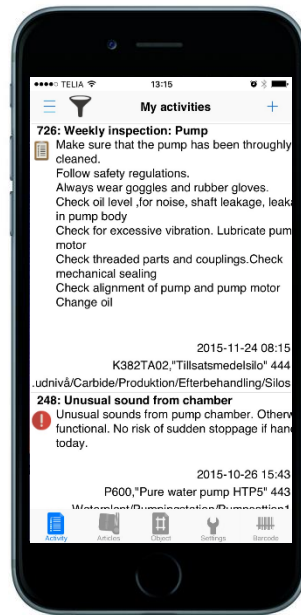 TELIA 13:15
My activities
726: Weekly inspection: Pump
Make sure that the pump has been throughly
cleaned.
Follow safety regulations.
Always wear goggles and rubber gloves.
Check oil level ,for noise, shaft leakage, leaka
in pump body
Check for excessive vibration. Lubricate pum
motor
Check threaded parts and couplings.Check
mechanical sealing
Check alignment of pump and pump motor
Change oil
2015-11-24 08:15
K382TA02,"Tillsatsmedelsilo" 444
..udnivå/Carbide/Produktion/Efterbehandling/Silos
248: Unusual sound from chamber
Unusual sounds from pump chamber. Otherw
functional. No risk of sudden stoppage if hand
today.
2015-10-26 15:43
P600,"Pure water pump HTP5" 443
Activity Articles Object Settings Barcode